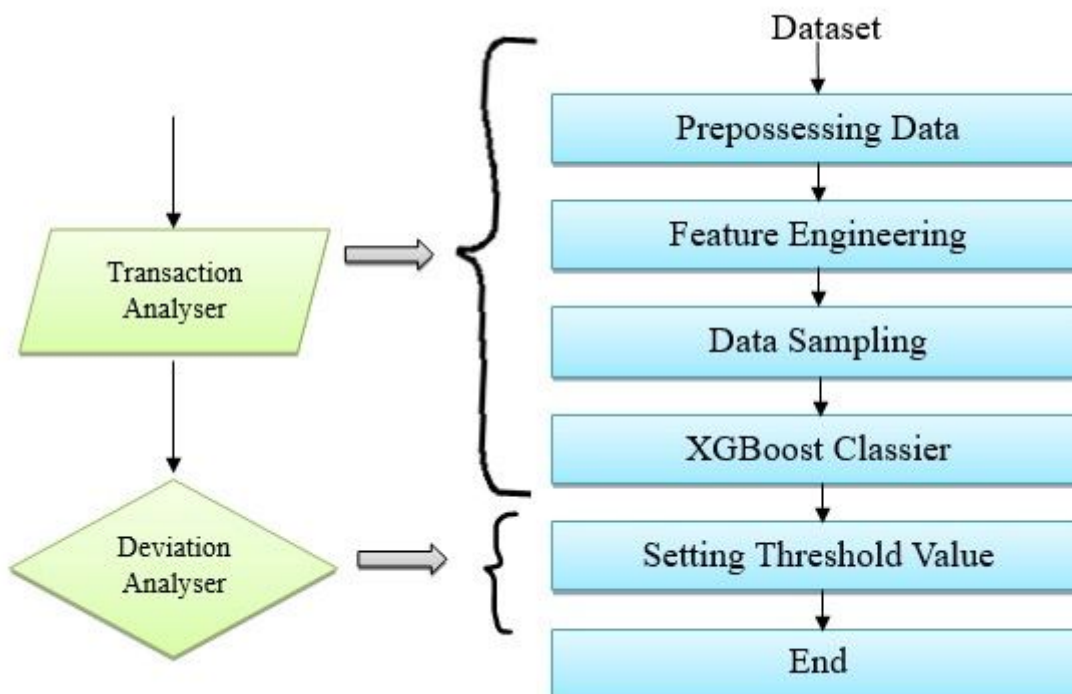 Dataset
Prepossessing Data
Feature Engineering
Transaction
Analyser
Data Sampling
XGBoost Classier
Deviation
Analyser
Setting Threshold Value
End